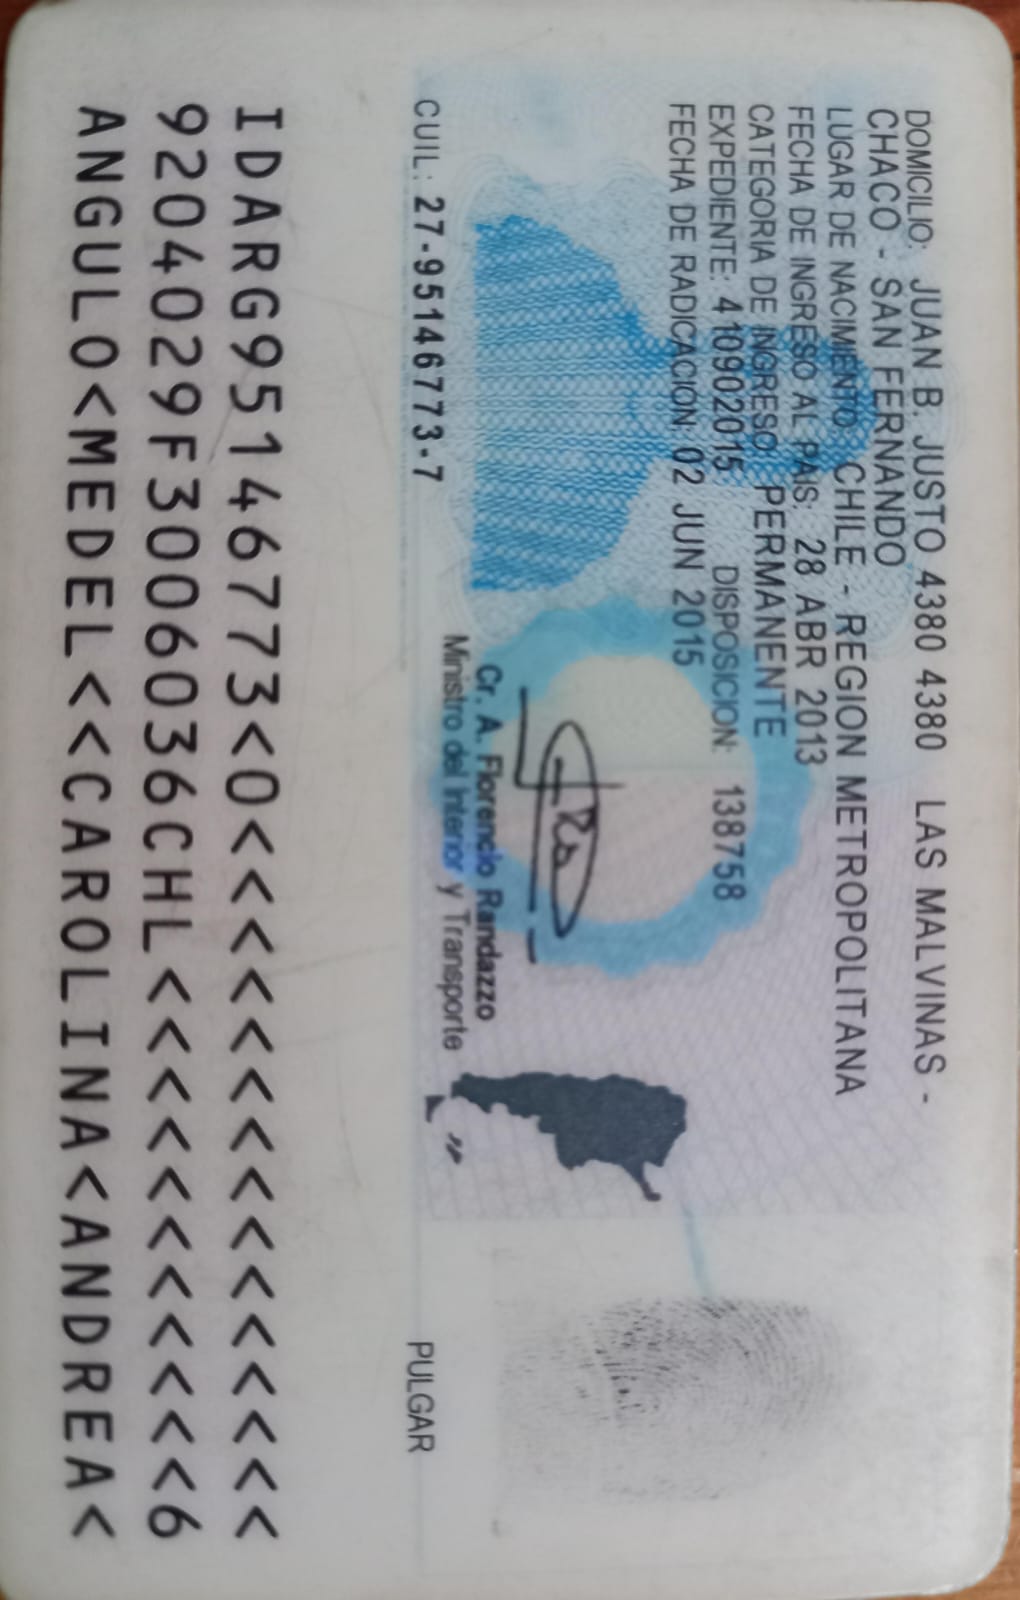 DOMICILIO: JUAN B. JUSTO 4380 4380 LAS MALVINAS -
CHACO - SAN FERNANDO
LUGAR DE NACIMIENTO: CHILE - REGION METROPOLITANA
FECHA DE INGRESO AL PAIS: 28 ABR 2013
CATEGORIA DE INGRESO: PERMANENTE
EXPEDIENTE: 410902015 DISPOSICION: 138758
FECHA DE RADICACION: 02 JUN 2015
Cr. A. Florencio Randazzo
Ministro del Interior y Transporte
CUIL: 27-95146773-7
PULGAR
IDARG95146773<0<<<<<<<<<<<<<<<
9204029F3006036CHL<<<<<<<<<<<6
ANGULO<MEDEL<<CAROLINA<ANDREA<